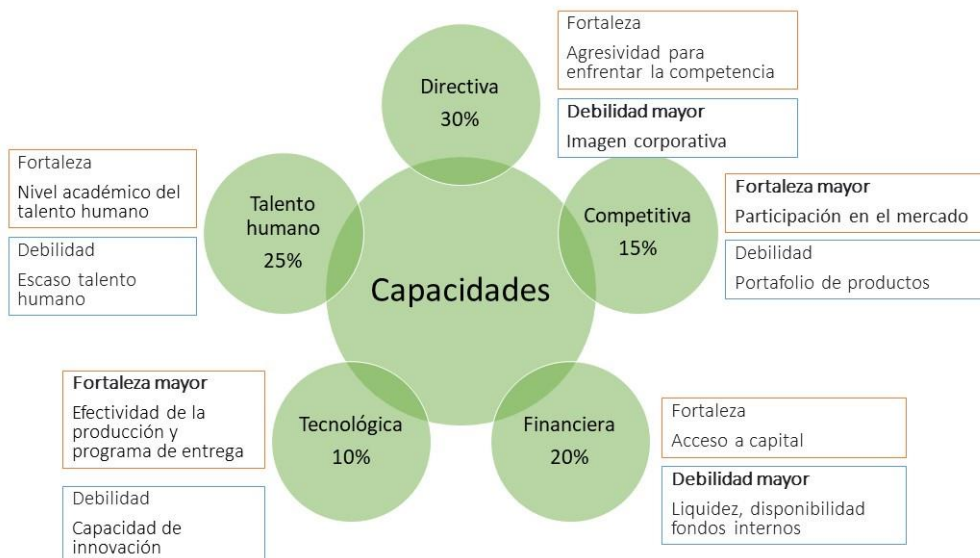 Directiva
30%
Fortaleza
Agresividad para
enfrentar la competencia
Debilidad mayor
Imagen corporativa
Competitiva
15%
Fortaleza mayor
Participación en el mercado
Debilidad
Portafolio de productos
Financiera
20%
Fortaleza
Acceso a capital
Debilidad mayor
Liquidez, disponibilidad
fondos internos
Tecnológica
10%
Fortaleza mayor
Efectividad de la
producción y
programa de entrega
Debilidad
Capacidad de
innovación
Talento
humano
25%
Fortaleza
Nivel académico del
talento humano
Debilidad
Escaso talento
humano
Capacidades